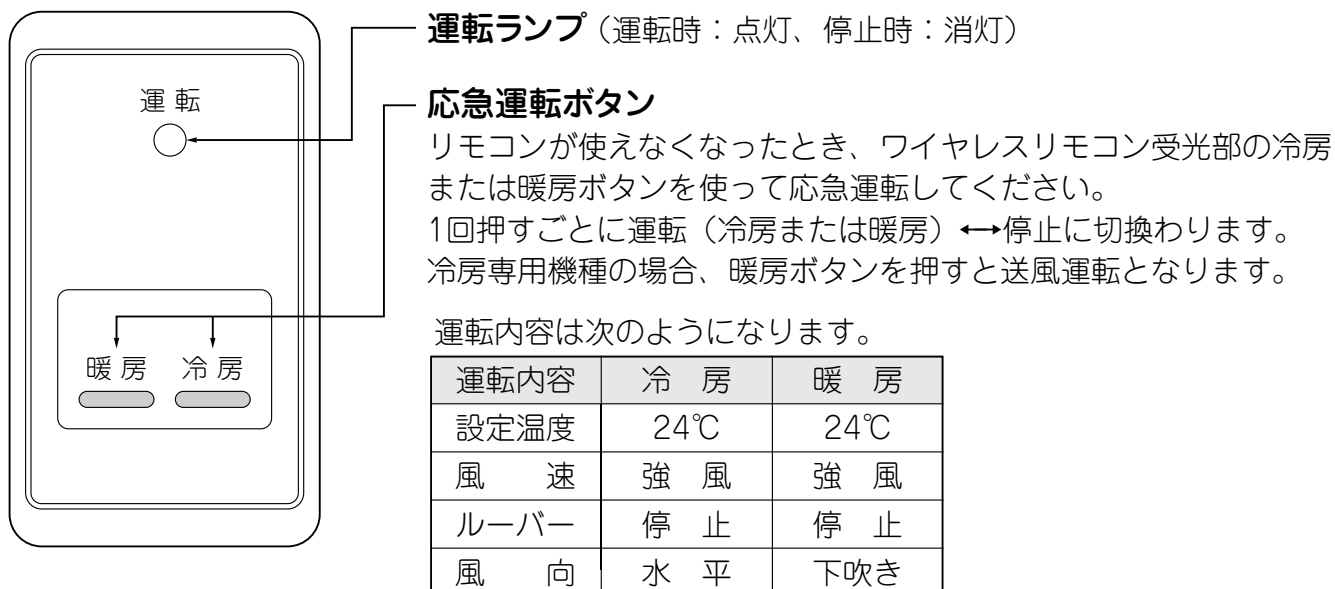 運転ランプ（運転時：点灯、停止時：消灯）
運 転
応急運転ボタン
リモコンが使えなくなったとき、ワイヤレスリモコン受光部の冷房
または暖房ボタンを使って応急運転してください。
1回押すごとに運転（冷房または暖房）⟷停止に切換わります。
冷房専用機種の場合、暖房ボタンを押すと送風運転となります。
暖 房 冷 房
運転内容は次のようになります。
運転内容 冷 房 暖 房
設定温度 24℃ 24℃
風 速 強 風 強 風
ルーバー 停 止 停 止
風 向 水 平 下吹き